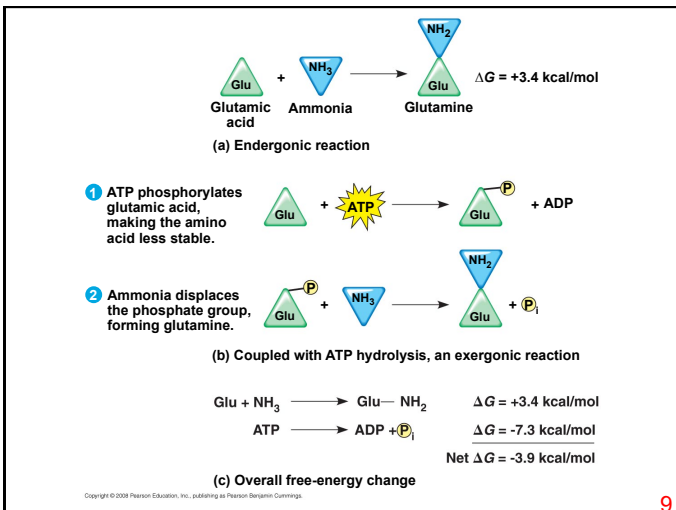 NH2
Glu + NH3 Glu ΔG = +3.4 kcal/mol
Glutamic acid Ammonia Glutamine
(a) Endergonic reaction
1 ATP phosphorylates
glutamic acid,
making the amino
acid less stable.
Glu + ATP Glu P + ADP
2 Ammonia displaces
the phosphate group,
forming glutamine.
Glu P + NH3 NH2 Glu + Pi
(b) Coupled with ATP hydrolysis, an exergonic reaction
Glu + NH3 Glu— NH2 ΔG = +3.4 kcal/mol
ATP ADP +Pi ΔG = -7.3 kcal/mol
Net ΔG = -3.9 kcal/mol
(c) Overall free-energy change
Copyright © 2008 Pearson Education, Inc., publishing as Pearson Benjamin Cummings.
9